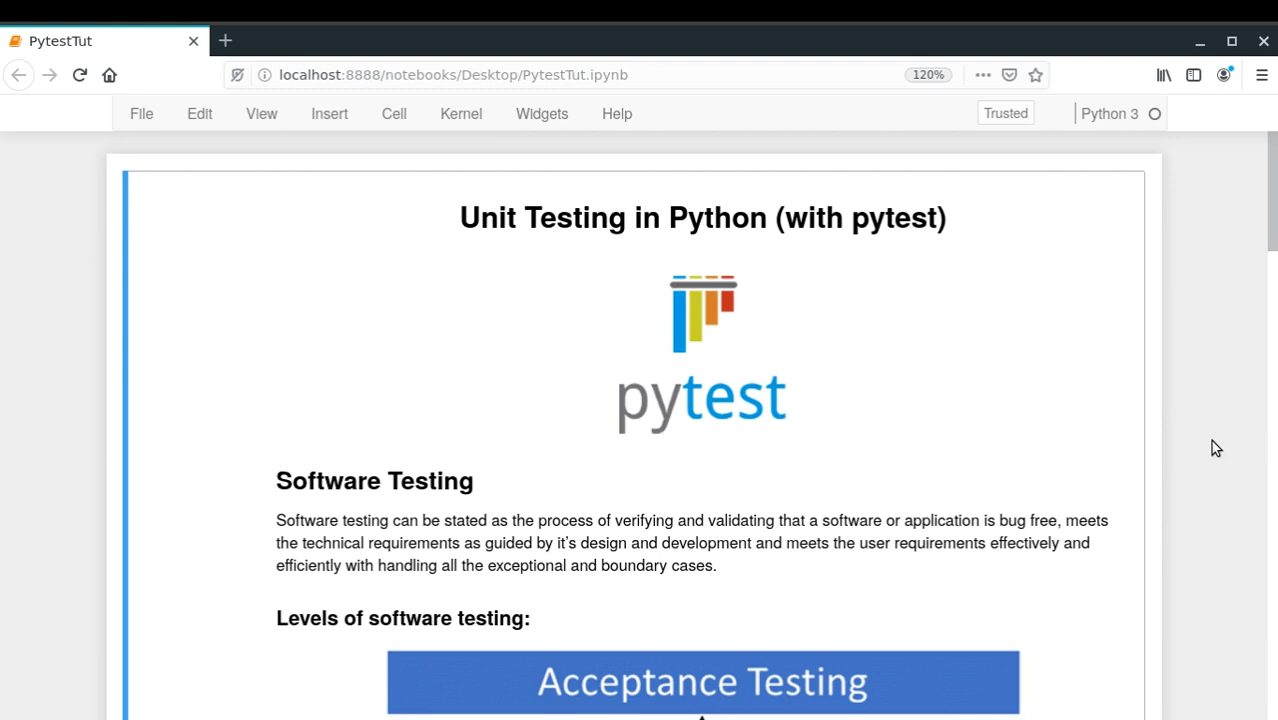 PytestTut
localhost:8888/notebooks/Desktop/PytestTut.ipynb
120%
File Edit View Insert Cell Kernel Widgets Help
Trusted
Python 3
Unit Testing in Python (with pytest)
pytest
Software Testing
Software testing can be stated as the process of verifying and validating that a software or application is bug free, meets
the technical requirements as guided by it's design and development and meets the user requirements effectively and
efficiently with handling all the exceptional and boundary cases.
Levels of software testing:
Acceptance Testing